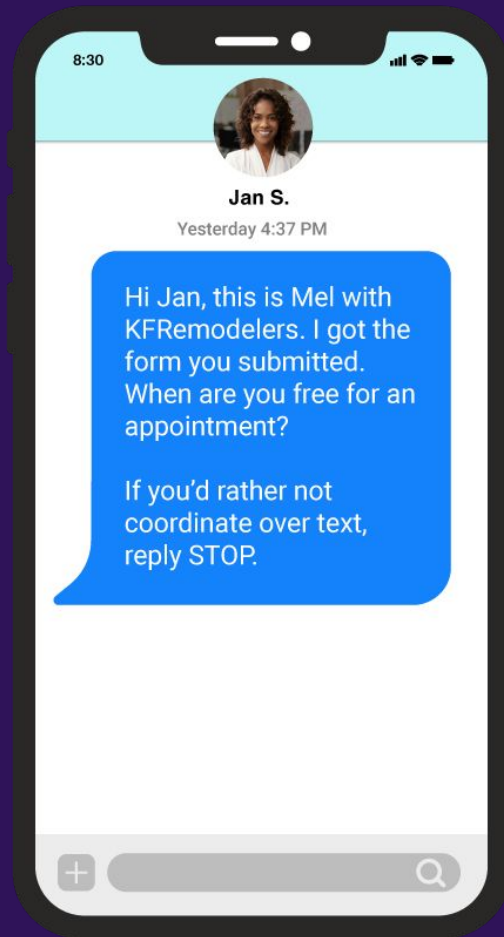 8:30
Jan S.
Yesterday 4:37 PM
Hi Jan, this is Mel with
KFRemodelers. I got the
form you submitted.
When are you free for an
appointment?
If you’d rather not
coordinate over text,
reply STOP.